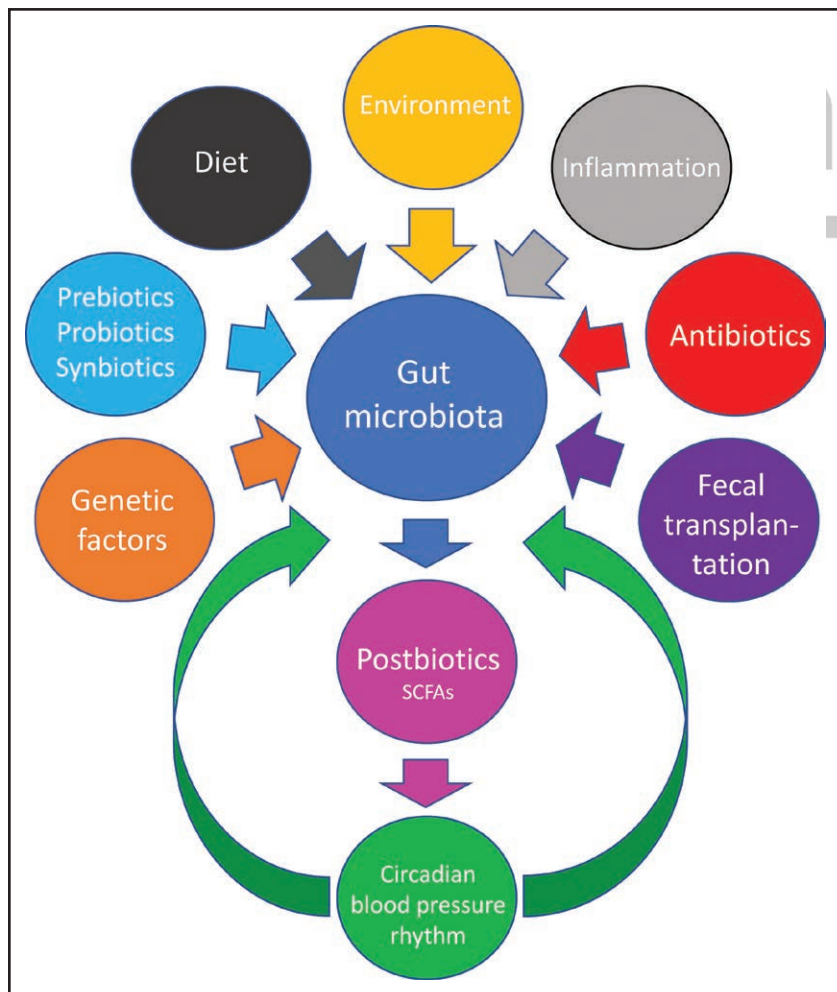 Environment
Diet
Inflammation
Prebiotics
Probiotics
Synbiotics
Antibiotics
Gut
microbiota
Genetic
factors
Fecal
transplan-
tation
Postbiotics
SCFAs
Circadian
blood pressure
rhythm